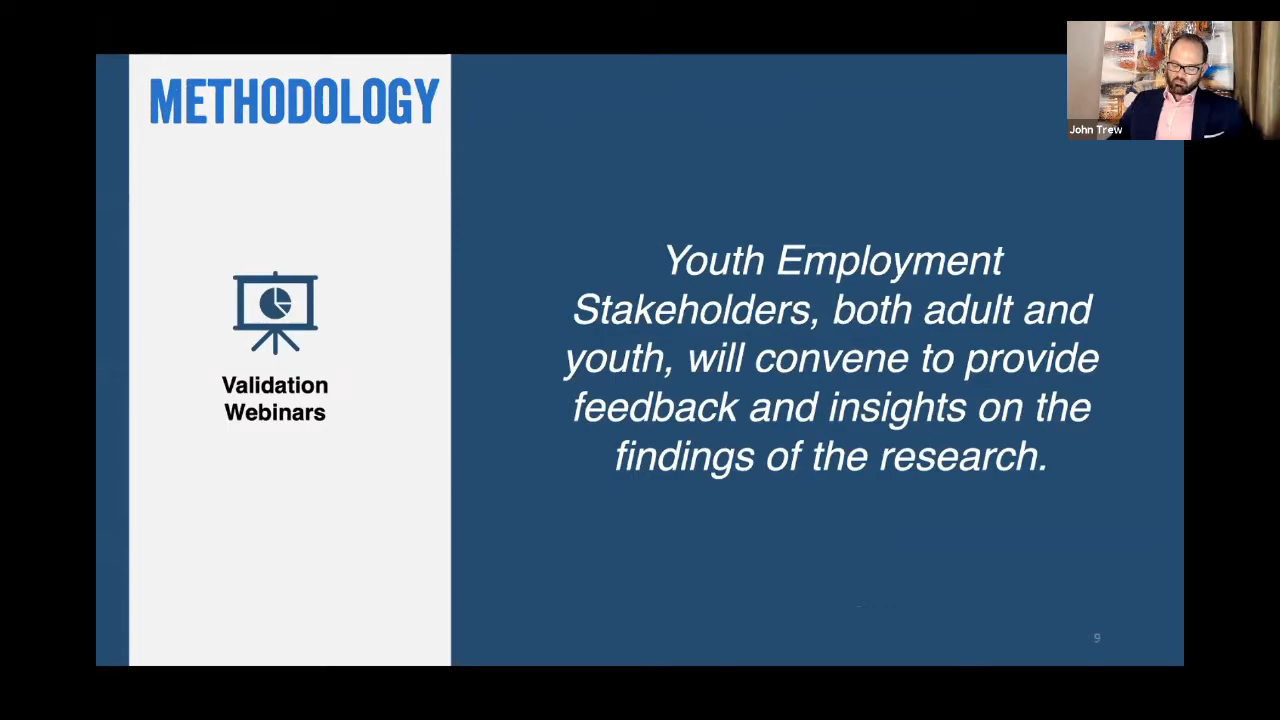 METHODOLOGY
John Trew
Validation
Webinars
Youth Employment
Stakeholders, both adult and
youth, will convene to provide
feedback and insights on the
findings of the research.
9